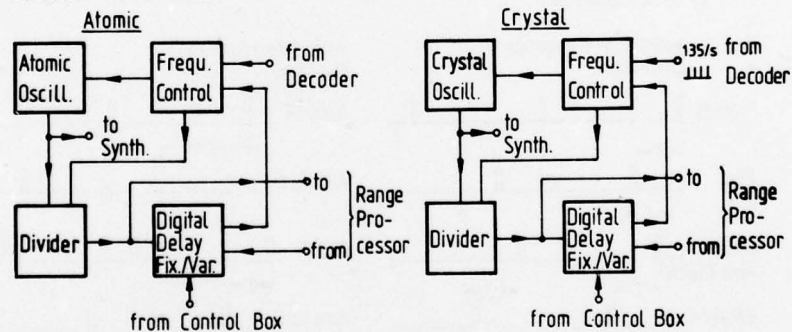 Atomic
Atomic
Oscill.
Frequ.
Control
from
Decoder
to
Synth.
to
Range
Pro-
cessor
from
Divider
Digital
Delay
Fix./Var.
from Control Box
Crystal
Crystal
Oscill.
Frequ.
Control
135/s from
Decoder
to
Synth.
to
Range
Pro-
cessor
from
Divider
Digital
Delay
Fix./Var.
from Control Box